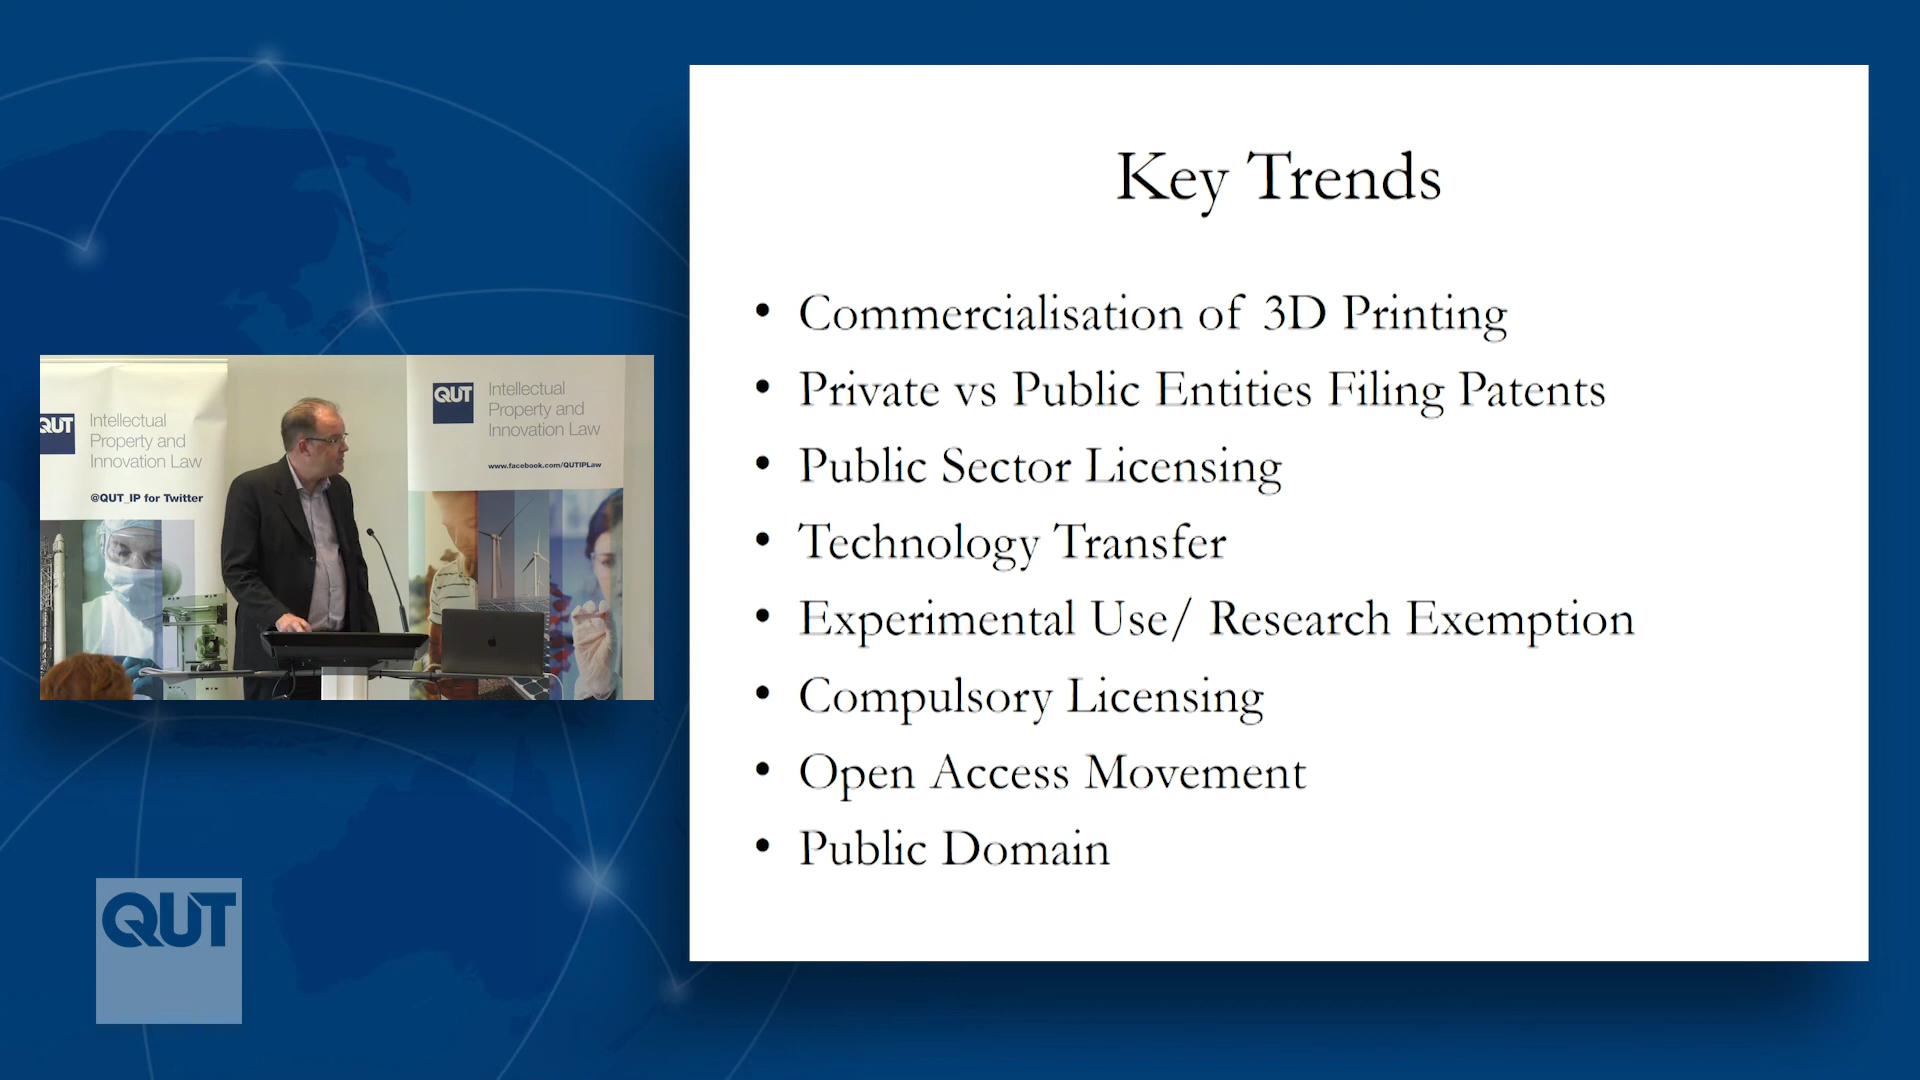 Key Trends
• Commercialisation of 3D Printing
• Private vs Public Entities Filing Patents
• Public Sector Licensing
• Technology Transfer
• Experimental Use/ Research Exemption
• Compulsory Licensing
• Open Access Movement
• Public Domain
QUT
Intellectual
Property and
Innovation Law
@QUT_IP for Twitter
QUT
Intellectual
Property and
Innovation Law
www.facebook.com/QUTIPLaw
QUT